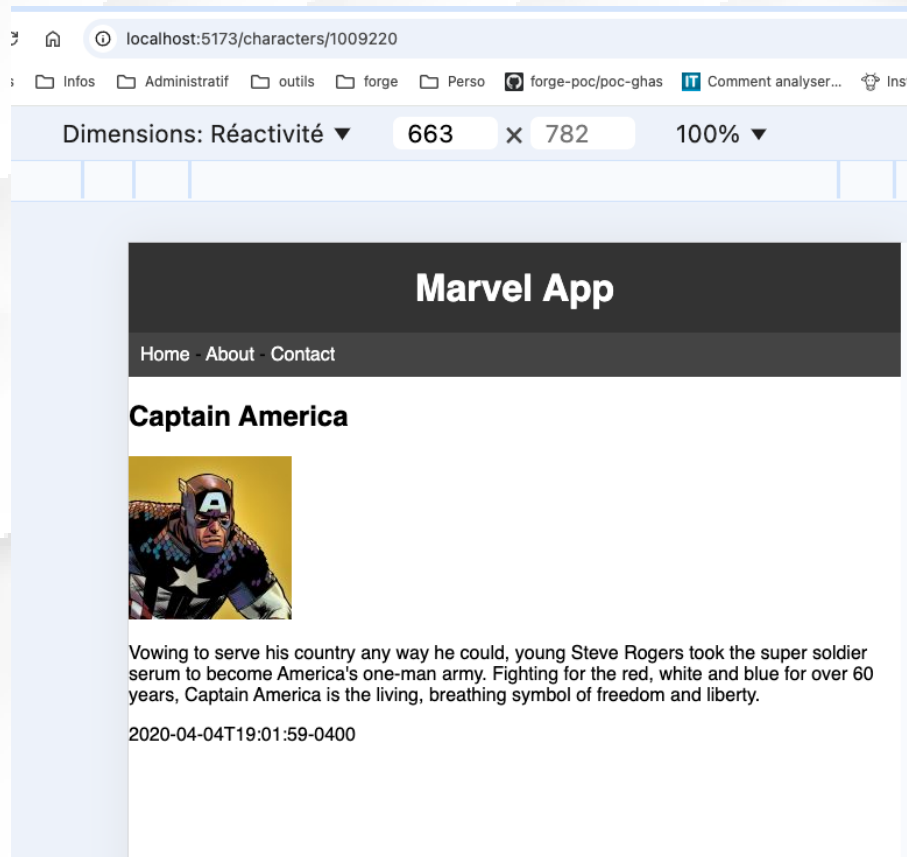 localhost:5173/characters/1009220
Infos Administratif outils forge Perso forge-poc/poc-ghas IT Comment analyser... Ins
Dimensions: Réactivité ▼ 663 × 782 100% ▼
Marvel App
Home - About - Contact
Captain America
A
Vowing to serve his country any way he could, young Steve Rogers took the super soldier
serum to become America's one-man army. Fighting for the red, white and blue for over 60
years, Captain America is the living, breathing symbol of freedom and liberty.
2020-04-04T19:01:59-0400